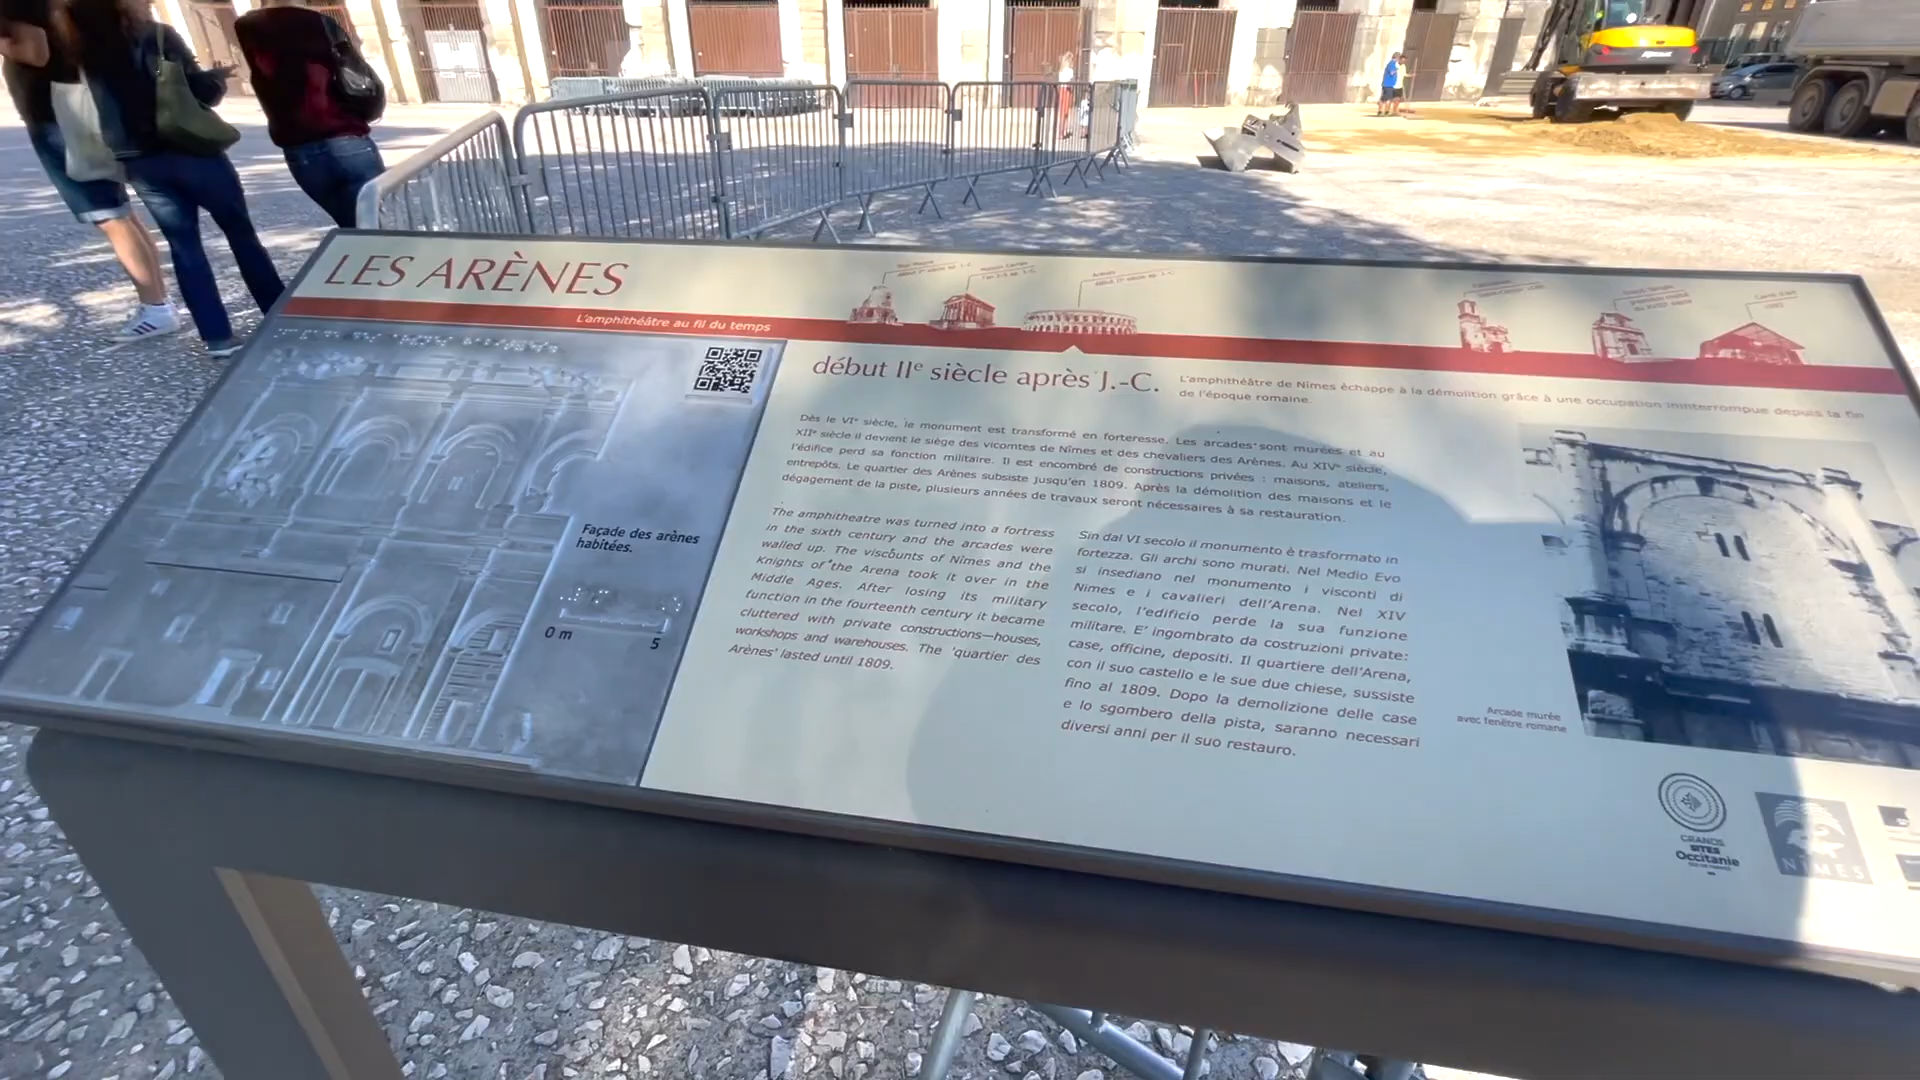 LES ARÈNES
L'amphithéâtre au fil du temps
début IIe siècle après J.-C.
L'amphithéâtre de Nîmes échappe à la démolition grâce à une occupation ininterrompue depuis la fin
de l'époque romaine.
Dès le VIe siècle, le monument est transformé en forteresse. Les arcades sont murées et au
XIIe siècle il devient le siège des vicomtes de Nîmes et des chevaliers des Arènes. Au XIVe siècle,
l'édifice perd sa fonction militaire. Il est encombré de constructions privées : maisons, ateliers,
entrepôts. Le quartier des Arènes subsiste jusqu'en 1809. Après la démolition des maisons et le
dégagement de la piste, plusieurs années de travaux seront nécessaires à sa restauration.
The amphitheatre was turned into a fortress
in the sixth century and the arcades were
walled up. The viscounts of Nîmes and the
Knights of the Arena took it over in the
Middle Ages. After losing its military
function in the fourteenth century it became
cluttered with private constructions—houses,
workshops and warehouses. The 'quartier des
Arènes' lasted until 1809.
Sin dal VI secolo il monumento è trasformato in
fortezza. Gli archi sono murati. Nel Medio Evo
si insediano nel monumento i visconti di
Nimes e i cavalieri dell'Arena. Nel XIV
secolo, l'edificio perde la sua funzione
militare. E' ingombrato da costruzioni private:
case, officine, depositi. Il quartiere dell'Arena,
con il suo castello e le sue due chiese, sussiste
fino al 1809. Dopo la demolizione delle case
e lo sgombero della pista, saranno necessari
diversi anni per il suo restauro.
Façade des arènes
habitées.
0 m 5
Arcade murée
avec fenêtre romane
GRANDS
SITES
Occitanie
NÎMES